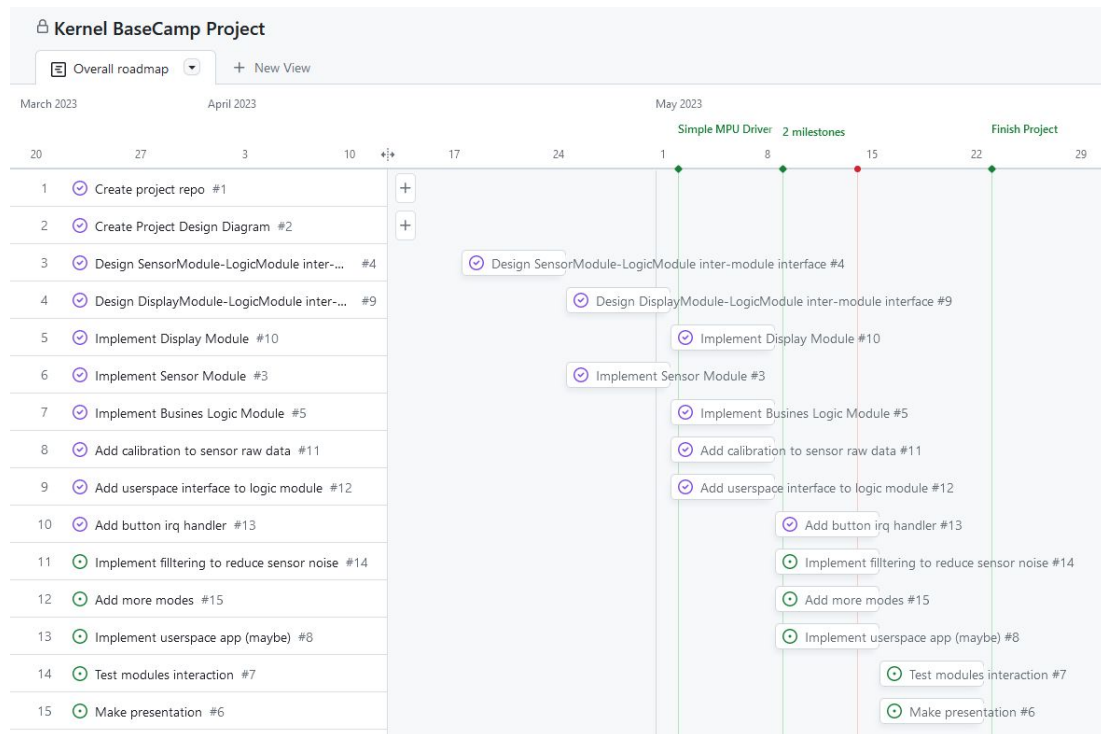 Kernel BaseCamp Project
Overall roadmap
+ New View
March 2023 April 2023 May 2023
Simple MPU Driver 2 milestones Finish Project
20 27 3 10 17 24 1 8 15 22 29
1 Create project repo #1 +
2 Create Project Design Diagram #2 +
3 Design SensorModule-LogicModule inter-... #4 Design SensorModule-LogicModule inter-module interface #4
4 Design DisplayModule-LogicModule inter-... #9 Design DisplayModule-LogicModule inter-module interface #9
5 Implement Display Module #10 Implement Display Module #10
6 Implement Sensor Module #3 Implement Sensor Module #3
7 Implement Busines Logic Module #5 Implement Busines Logic Module #5
8 Add calibration to sensor raw data #11 Add calibration to sensor raw data #11
9 Add userspace interface to logic module #12 Add userspace interface to logic module #12
10 Add button irq handler #13 Add button irq handler #13
11 Implement filltering to reduce sensor noise #14 Implement filltering to reduce sensor noise #14
12 Add more modes #15 Add more modes #15
13 Implement userspace app (maybe) #8 Implement userspace app (maybe) #8
14 Test modules interaction #7 Test modules interaction #7
15 Make presentation #6 Make presentation #6